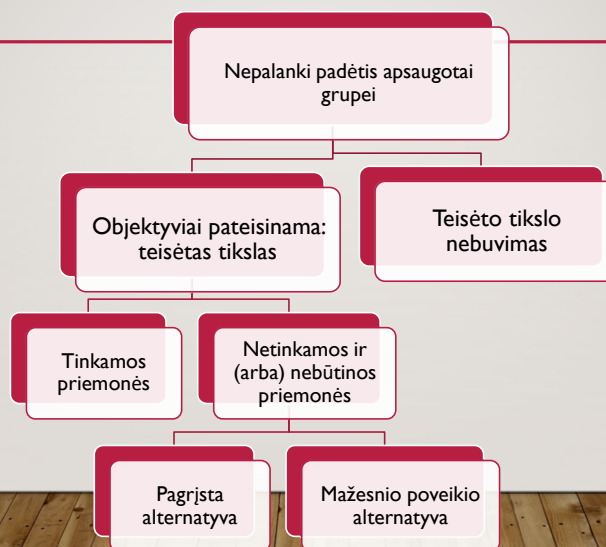 Nepalanki padėtis apsaugotai
grupei
Objektyviai pateisinama:
teisėtas tikslas
Teisėto tikslo
nebuvimas
Tinkamos
priemonės
Netinkamos ir
(arba) nebūtinos
priemonės
Pagrįsta
alternatyva
Mažesnio poveikio
alternatyva